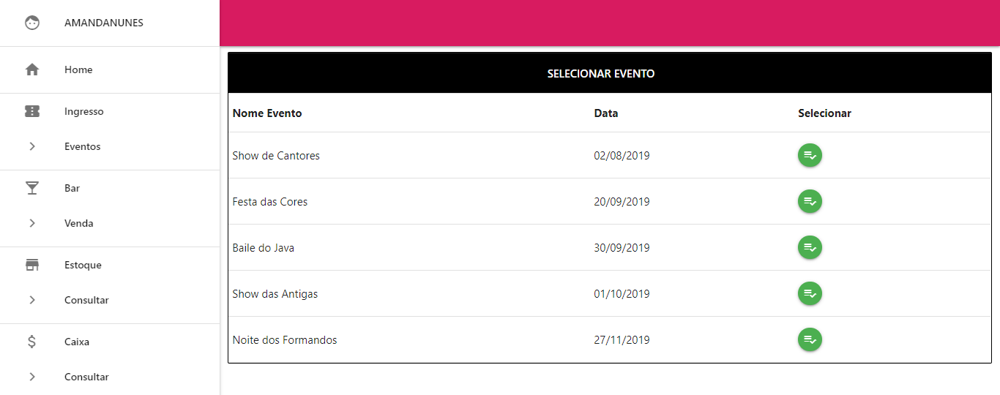 AMANDANUNES
Home
Ingresso
Eventos
Bar
Venda
Estoque
Consultar
Caixa
Consultar
SELECIONAR EVENTO
Nome Evento Data Selecionar
Show de Cantores 02/08/2019
Festa das Cores 20/09/2019
Baile do Java 30/09/2019
Show das Antigas 01/10/2019
Noite dos Formandos 27/11/2019